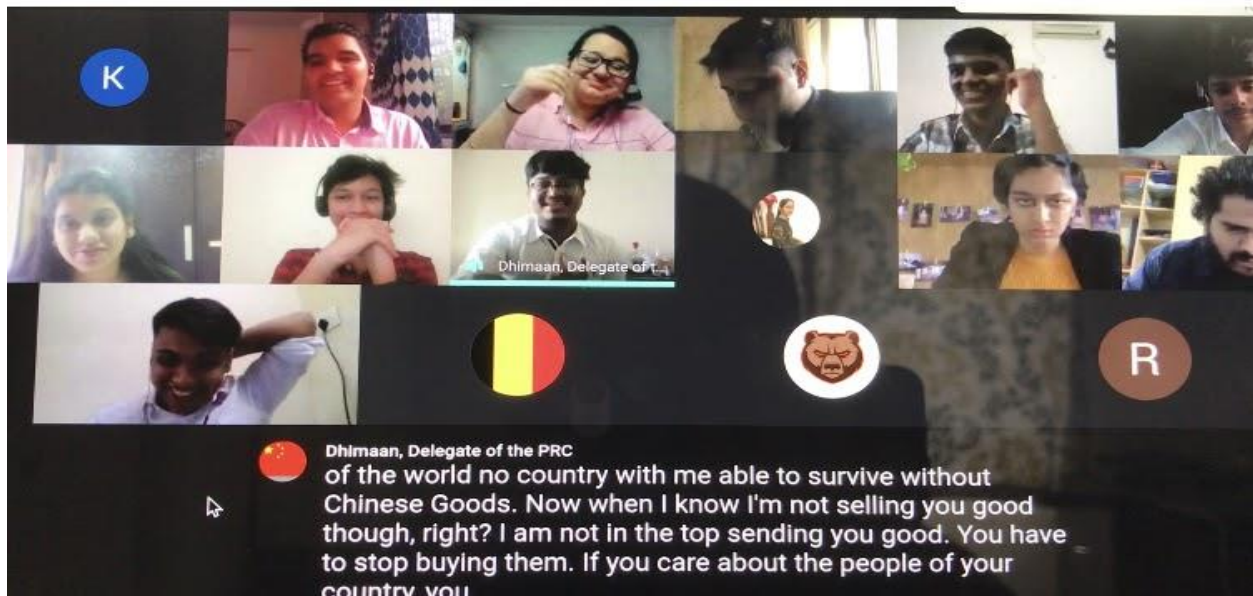 K
Dhimaan, Delegate of t...
R
Dhimaan, Delegate of the PRC
of the world no country with me able to survive without
Chinese Goods. Now when I know I'm not selling you good
though, right? I am not in the top sending you good. You have
to stop buying them. If you care about the people of your
country, you